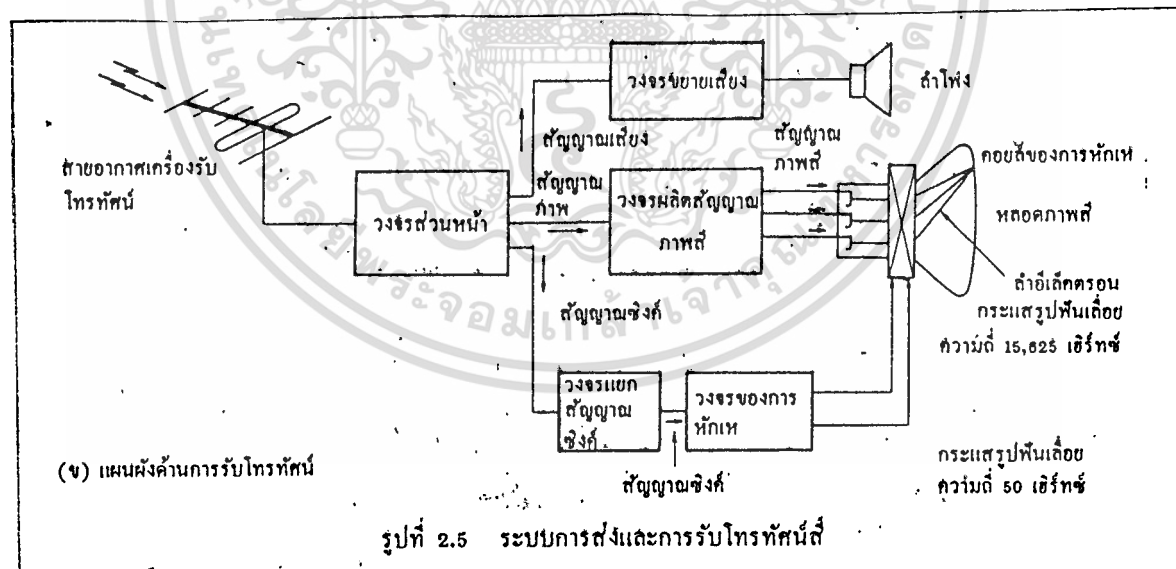 วงจรขยายเสียง
ลำโพง
สัญญาณเสียง
สัญญาณ
ภาพสี
สายอากาศเครื่องรับ
โทรทัศน์
สัญญาณ
ภาพ
วงจรส่วนหน้า
วงจรผลิตสัญญาณ
ภาพสี
คอยล์ของการหักเห
หลอดภาพสี
ลำอีเล็คตรอน
กระแสรูปฟันเลื่อย
ความถี่ 15,625 เฮิร์ทซ์
สัญญาณซิงค์
วงจรแยก
สัญญาณ
ซิงค์
วงจรของการ
หักเห
สัญญาณซิงค์
กระแสรูปฟันเลื่อย
ความถี่ 50 เฮิร์ทซ์
(ข) แผนผังด้านการรับโทรทัศน์
รูปที่ 2.5 ระบบการส่งและการรับโทรทัศน์สี